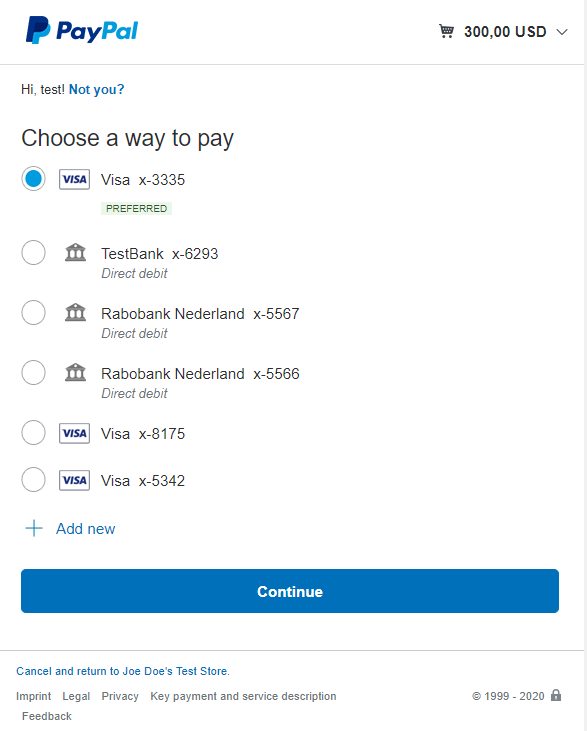 PayPal 300,00 USD
Hi, test! Not you?
Choose a way to pay
VISA Visa x-3335
PREFERRED
TestBank x-6293
Direct debit
Rabobank Nederland x-5567
Direct debit
Rabobank Nederland x-5566
Direct debit
VISA Visa x-8175
VISA Visa x-5342
Add new
Continue
Cancel and return to Joe Doe's Test Store.
Imprint Legal Privacy Key payment and service description © 1999 - 2020
Feedback